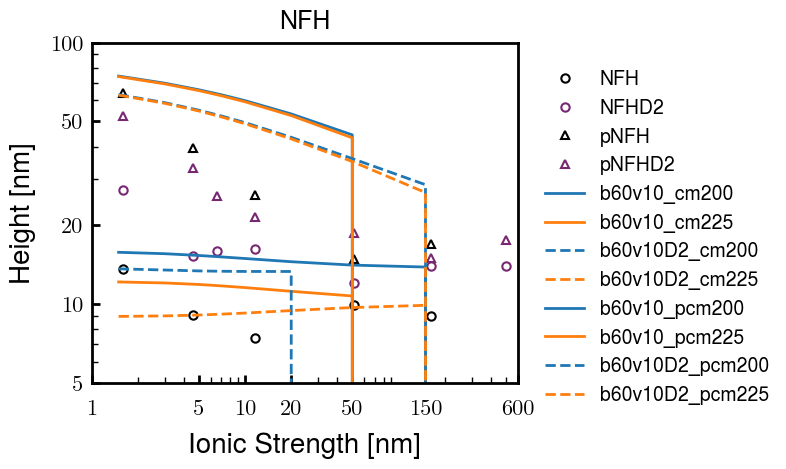 NFH
100
50
20
10
5
Height [nm]
1
5
10
20
50
150
600
Ionic Strength [nm]
NFH
NFHD2
pNFH
pNFHD2
b60v10_cm200
b60v10_cm225
b60v10D2_cm200
b60v10D2_cm225
b60v10_pcm200
b60v10_pcm225
b60v10D2_pcm200
b60v10D2_pcm225